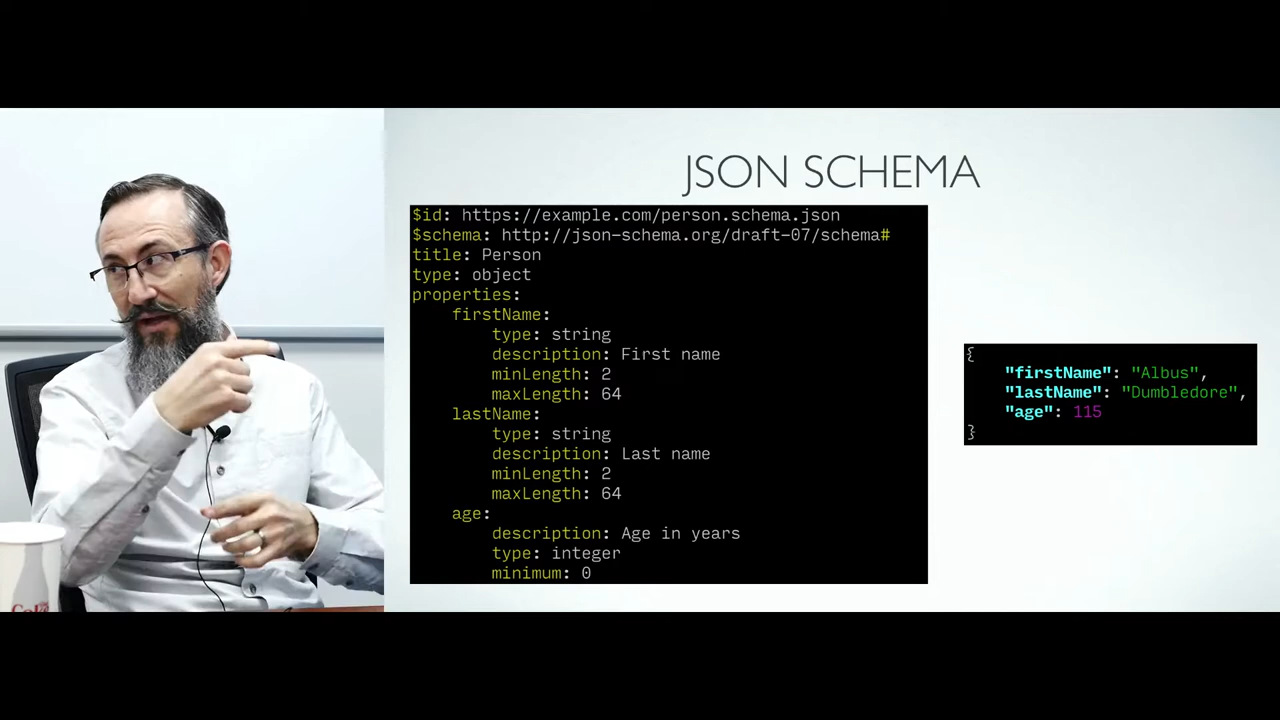 JSON SCHEMA
$id: https://example.com/person.schema.json
$schema: http://json-schema.org/draft-07/schema#
title: Person
type: object
properties:
    firstName:
        type: string
        description: First name
        minLength: 2
        maxLength: 64
    lastName:
        type: string
        description: Last name
        minLength: 2
        maxLength: 64
    age:
        description: Age in years
        type: integer
        minimum: 0
{
    "firstName": "Albus",
    "lastName": "Dumbledore",
    "age": 115
}
Coke